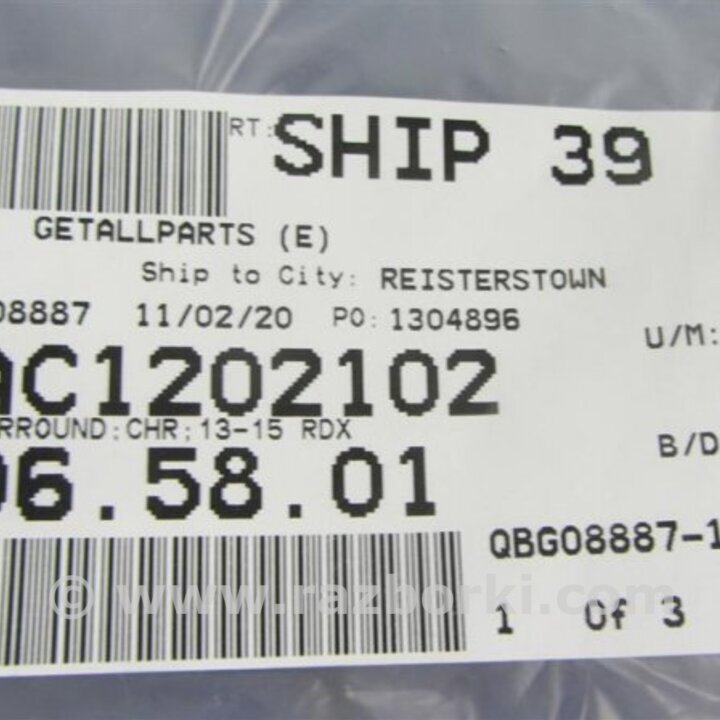 RT: SHIP 39
GETALLPARTS (E)
Ship to City: REISTERSTOWN
08887 11/02/20 PO: 1304896
U/M:
AC1202102
RROUND:CHR;13-15 RDX
B/D
06.58.01
QBG08887-1
© www.razborki.com
1 Of 3